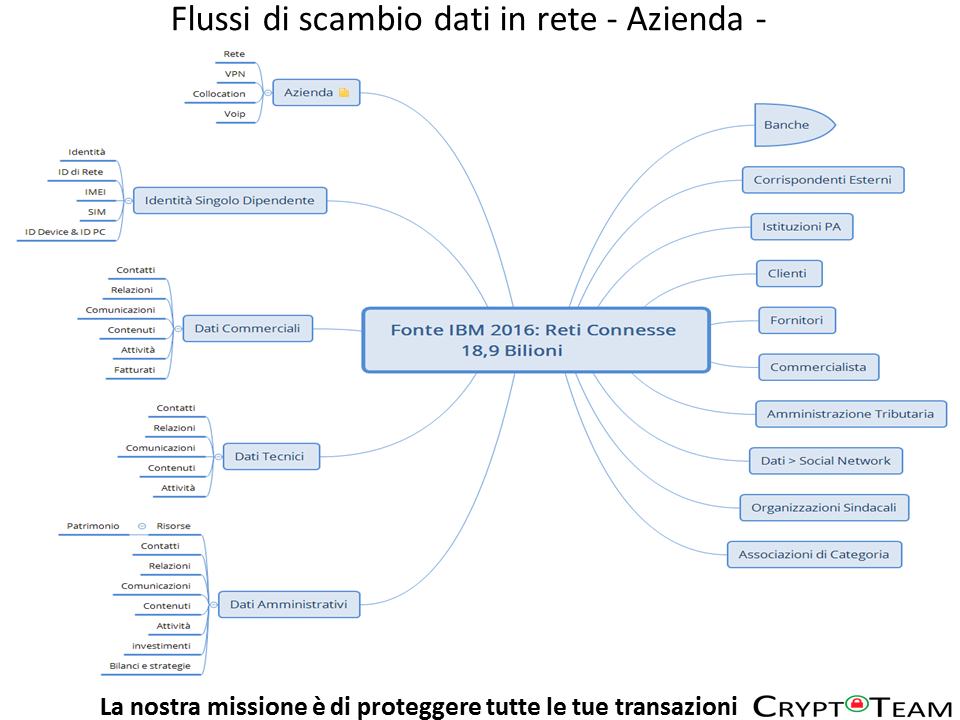 Flussi di scambio dati in rete - Azienda -
Rete
VPN
Collocation
Voip
Azienda
Identità
ID di Rete
IMEI
SIM
ID Device & ID PC
Identità Singolo Dipendente
Contatti
Relazioni
Comunicazioni
Contenuti
Attività
Fatturati
Dati Commerciali
Contatti
Relazioni
Comunicazioni
Contenuti
Attività
Dati Tecnici
Patrimonio
Risorse
Contatti
Relazioni
Comunicazioni
Contenuti
Attività
investimenti
Bilanci e strategie
Dati Amministrativi
Fonte IBM 2016: Reti Connesse
18,9 Bilioni
Banche
Corrispondenti Esterni
Istituzioni PA
Clienti
Fornitori
Commercialista
Amministrazione Tributaria
Dati > Social Network
Organizzazioni Sindacali
Associazioni di Categoria
La nostra missione è di proteggere tutte le tue transazioni
CRYPTOTEAM